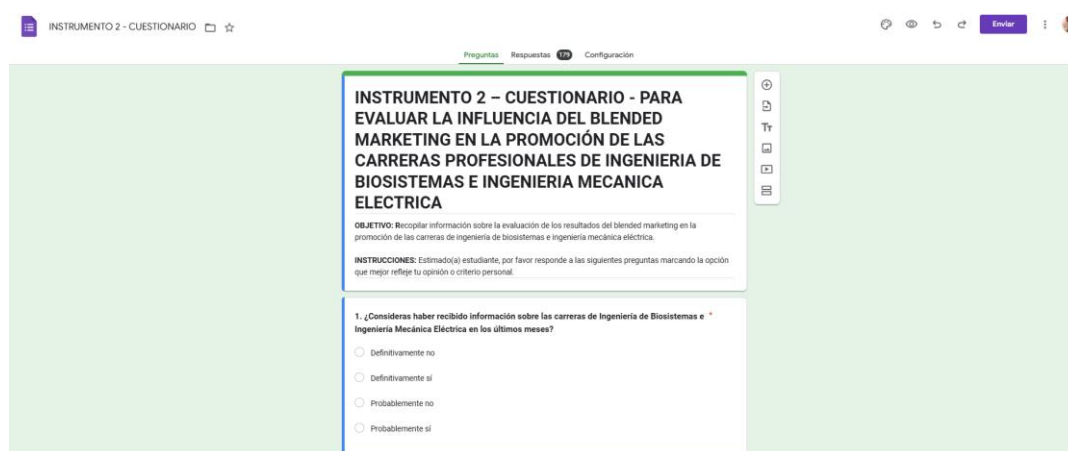 INSTRUMENTO 2 - CUESTIONARIO
Enviar
Preguntas Respuestas 179 Configuración
INSTRUMENTO 2 – CUESTIONARIO - PARA
EVALUAR LA INFLUENCIA DEL BLENDED
MARKETING EN LA PROMOCIÓN DE LAS
CARRERAS PROFESIONALES DE INGENIERIA DE
BIOSISTEMAS E INGENIERIA MECANICA
ELECTRICA
OBJETIVO: Recopilar información sobre la evaluación de los resultados del blended marketing en la
promoción de las carreras de ingeniería de biosistemas e ingeniería mecánica eléctrica.
INSTRUCCIONES: Estimado(a) estudiante, por favor responde a las siguientes preguntas marcando la opción
que mejor refleje tu opinión o criterio personal.
1. ¿Consideras haber recibido información sobre las carreras de Ingeniería de Biosistemas e *
Ingeniería Mecánica Eléctrica en los últimos meses?
Definitivamente no
Definitivamente sí
Probablemente no
Probablemente sí